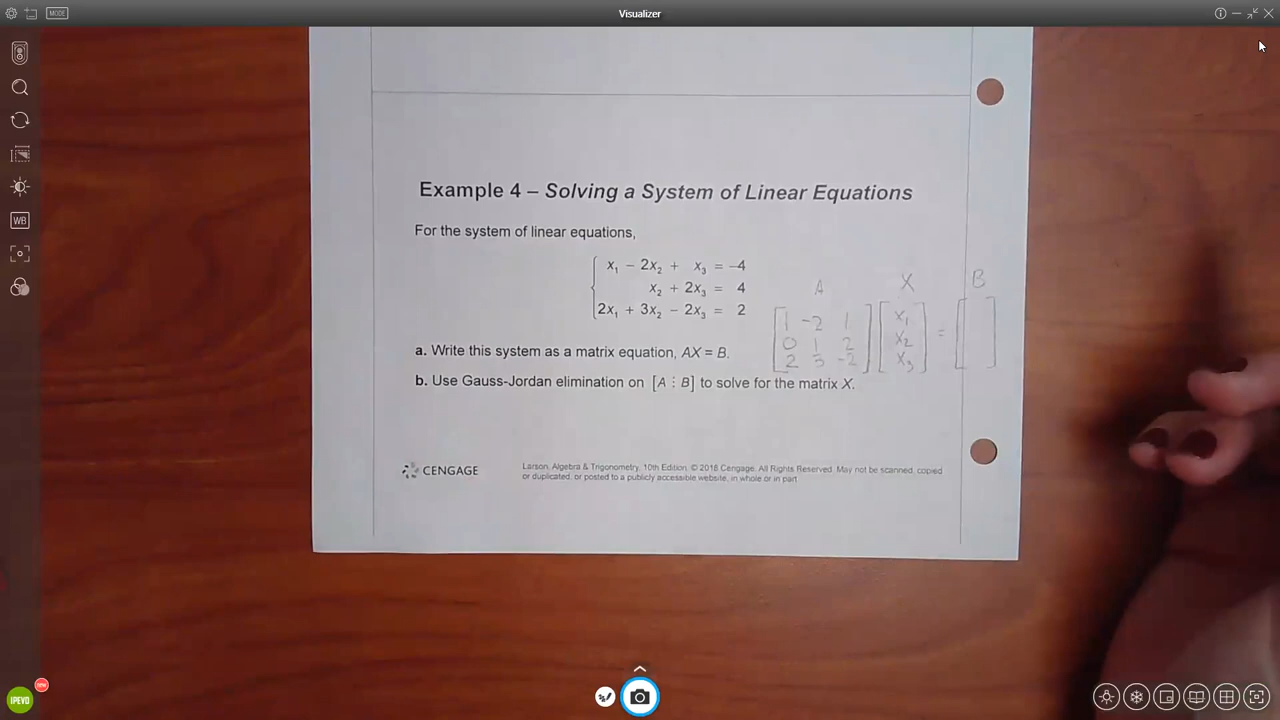 MODE
Visualizer
WB
Example 4 – Solving a System of Linear Equations
For the system of linear equations,
x₁ − 2x₂ + x₃ = −4
x₂ + 2x₃ = 4
2x₁ + 3x₂ − 2x₃ = 2
A X B
1 -2 1 x₁
0 1 2 x₂ =
2 3 -2 x₃
a. Write this system as a matrix equation, AX = B.
b. Use Gauss-Jordan elimination on [A ⋮ B] to solve for the matrix X.
CENGAGE
Larson, Algebra & Trigonometry, 10th Edition. © 2018 Cengage. All Rights Reserved. May not be scanned, copied
or duplicated, or posted to a publicly accessible website, in whole or in part.
IPEVO